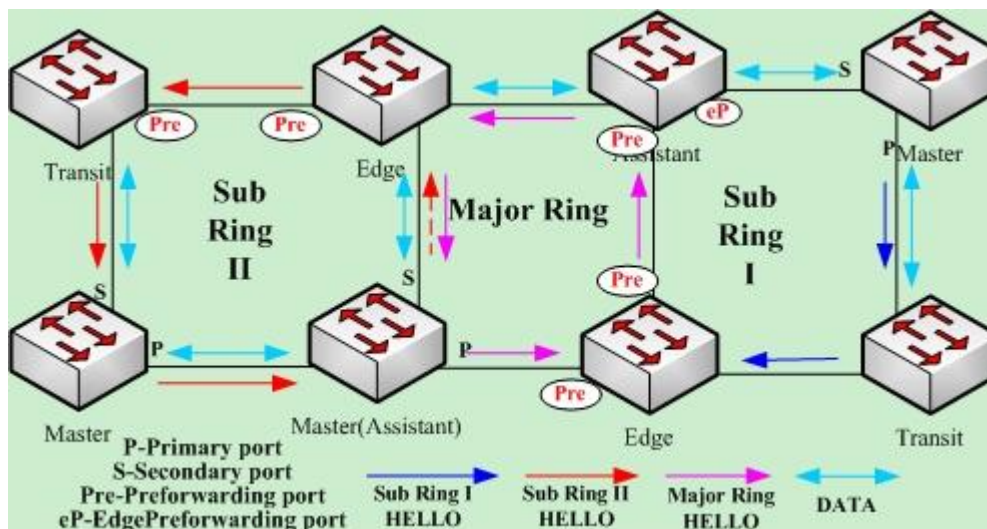 S
eP
Pre
Pre
Pre
Transit
Edge
Assistant
P
Master
Sub
Ring
II
Major Ring
Sub
Ring
I
S
S
Pre
P
P
Pre
Master
Master(Assistant)
Edge
Transit
P-Primary port
S-Secondary port
Pre-Preforwarding port
eP-EdgePreforwarding port
Sub Ring I
HELLO
Sub Ring II
HELLO
Major Ring
HELLO
DATA